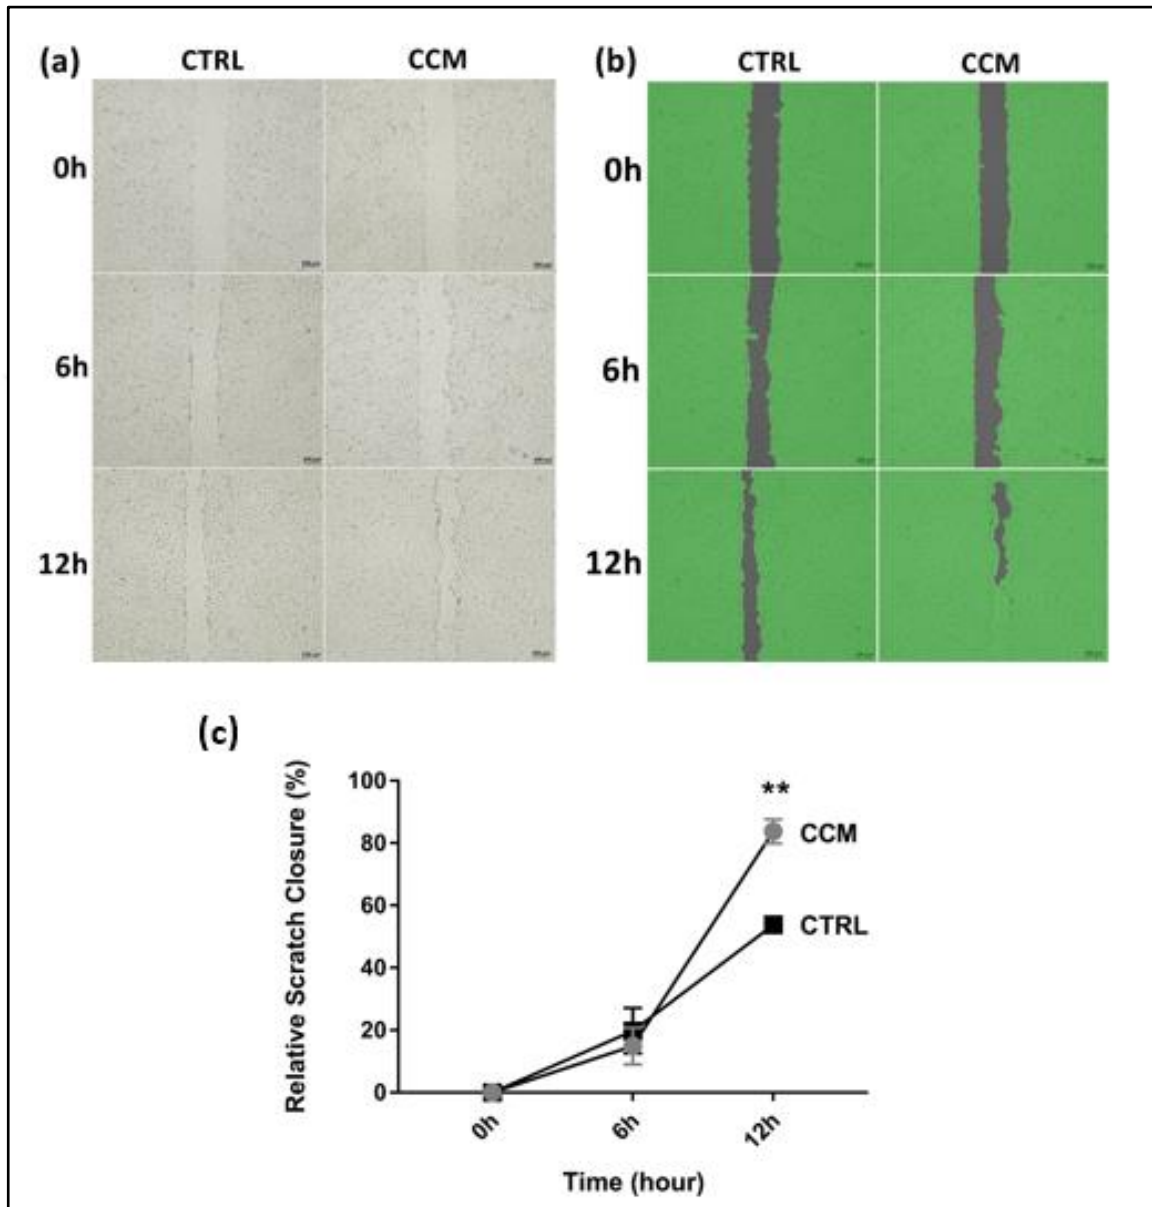 (a) CTRL CCM (b) CTRL CCM
0h 0h
6h 6h
12h 12h
(c)
Relative Scratch Closure (%)
100
**
80 CCM
60
CTRL
40
20
0
0h 6h 12h
Time (hour)